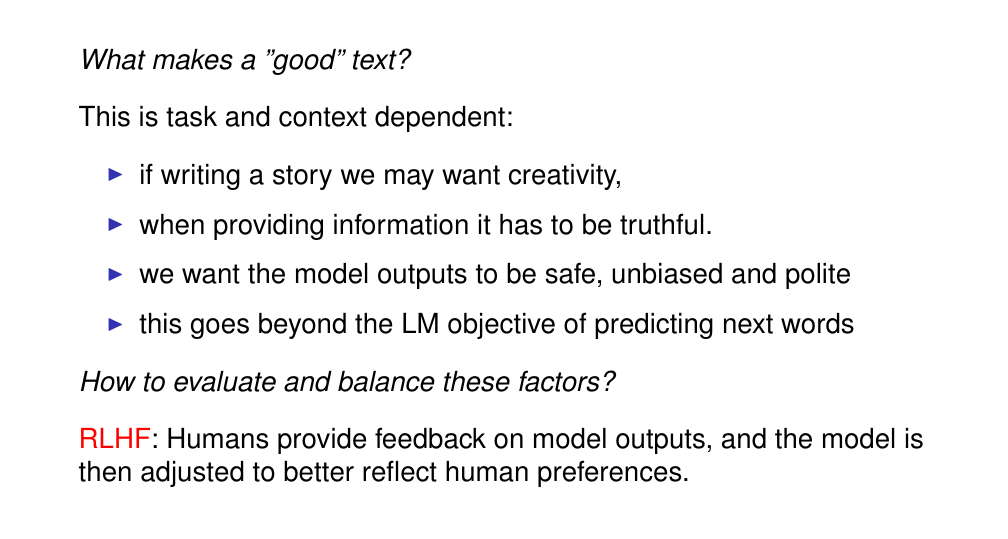 What makes a ”good” text?
This is task and context dependent:
▶ if writing a story we may want creativity,
▶ when providing information it has to be truthful.
▶ we want the model outputs to be safe, unbiased and polite
▶ this goes beyond the LM objective of predicting next words
How to evaluate and balance these factors?
RLHF: Humans provide feedback on model outputs, and the model is
then adjusted to better reflect human preferences.